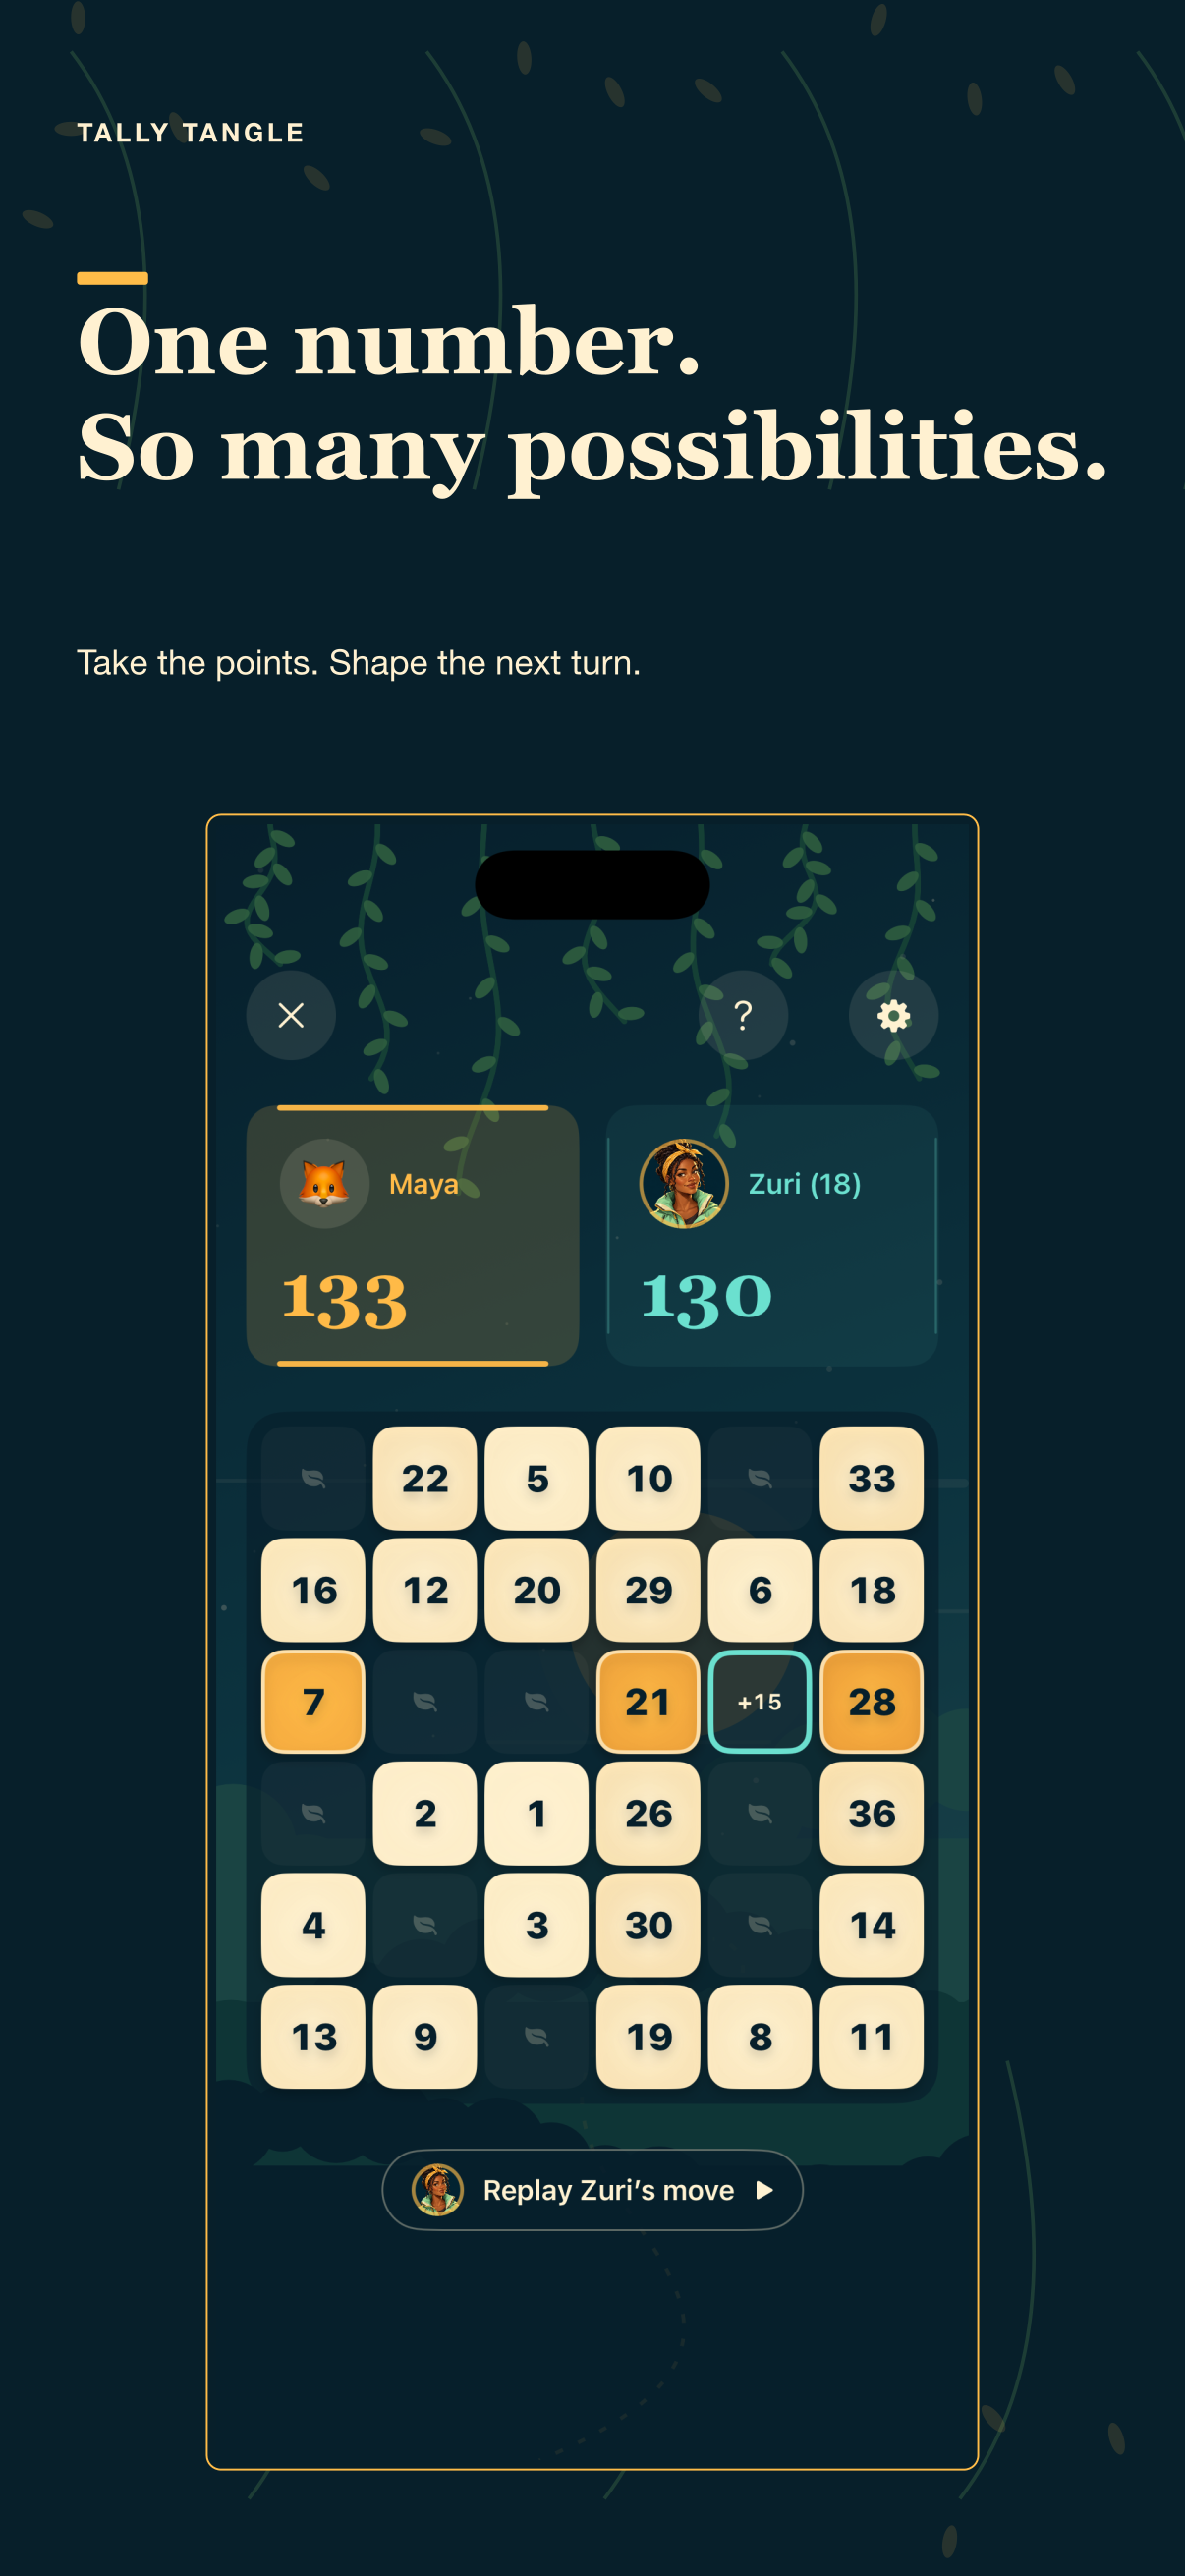 TALLY TANGLE
One number.
So many possibilities.
Take the points. Shape the next turn.
?
Maya
133
Zuri (18)
130
22 5 10 33
16 12 20 29 6 18
7 21 +15 28
2 1 26 36
4 3 30 14
13 9 19 8 11
Replay Zuri’s move